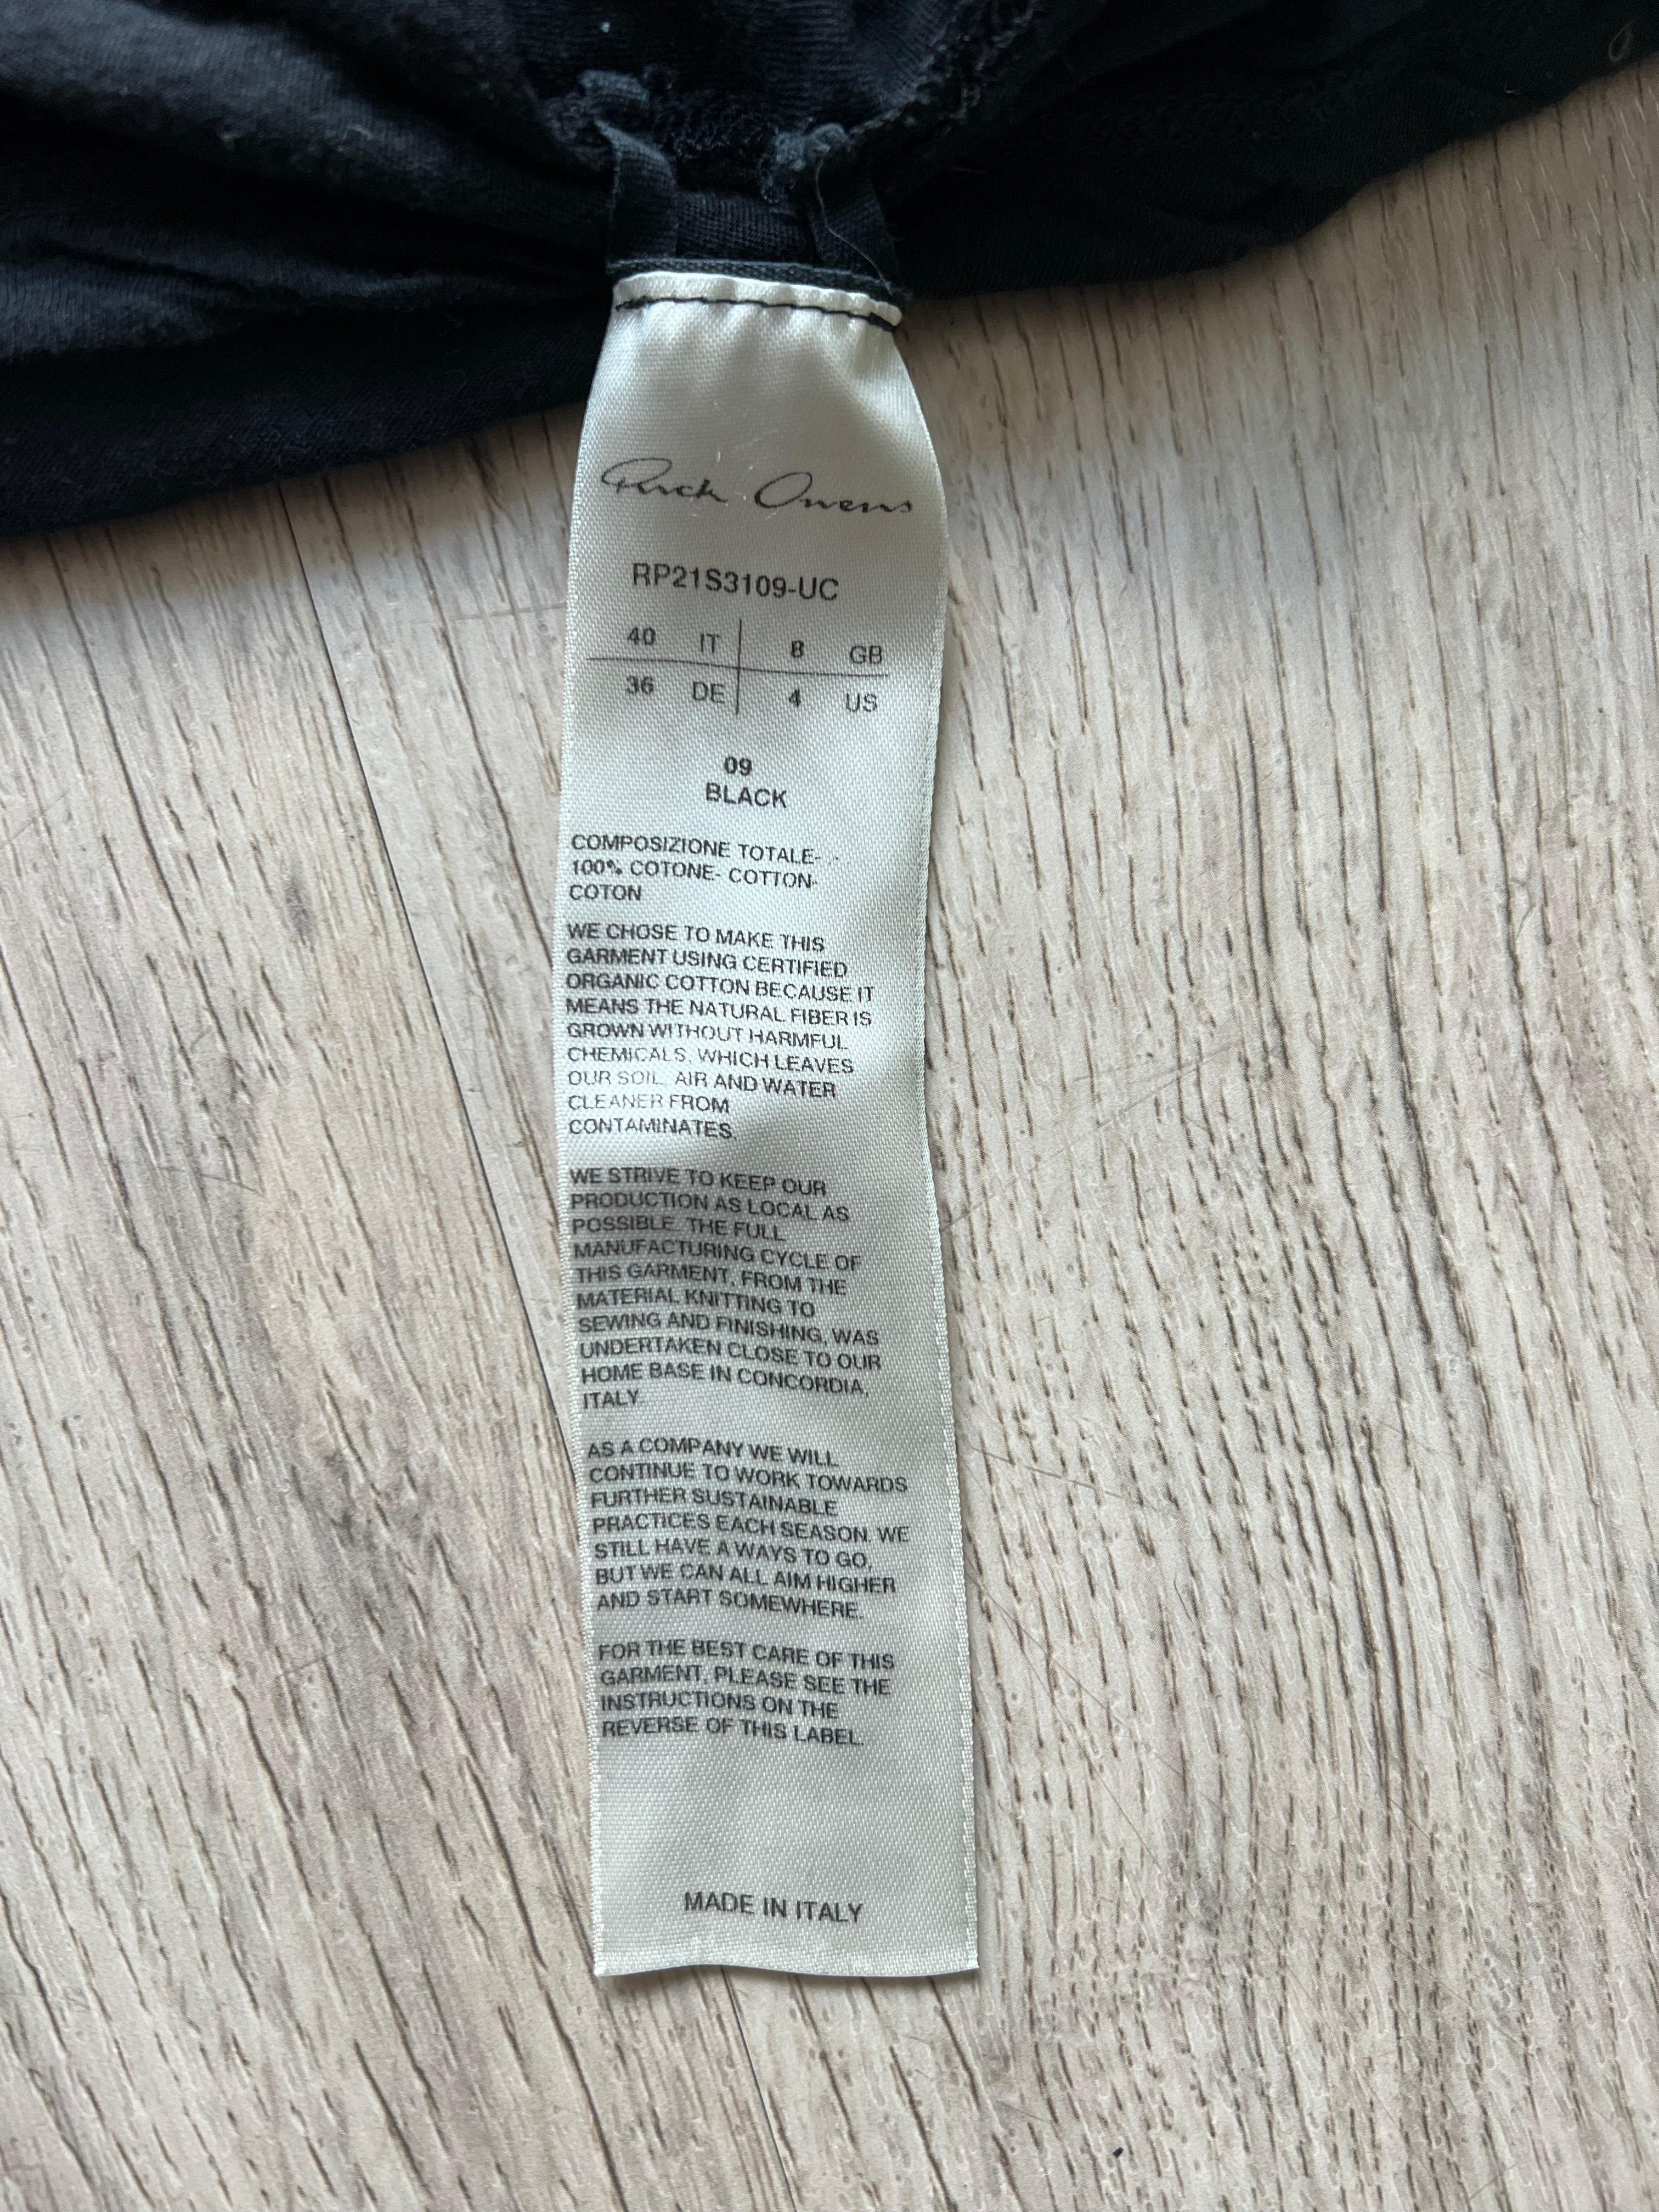 Rick Owens
RP21S3109-UC
40 IT 8 GB
36 DE 4 US
09
BLACK
COMPOSIZIONE TOTALE- -
100% COTONE- COTTON-
COTON
WE CHOSE TO MAKE THIS
GARMENT USING CERTIFIED
ORGANIC COTTON BECAUSE IT
MEANS THE NATURAL FIBER IS
GROWN WITHOUT HARMFUL
CHEMICALS, WHICH LEAVES
OUR SOIL, AIR AND WATER
CLEANER FROM
CONTAMINATES.
WE STRIVE TO KEEP OUR
PRODUCTION AS LOCAL AS
POSSIBLE. THE FULL
MANUFACTURING CYCLE OF
THIS GARMENT, FROM THE
MATERIAL KNITTING TO
SEWING AND FINISHING, WAS
UNDERTAKEN CLOSE TO OUR
HOME BASE IN CONCORDIA,
ITALY.
AS A COMPANY WE WILL
CONTINUE TO WORK TOWARDS
FURTHER SUSTAINABLE
PRACTICES EACH SEASON. WE
STILL HAVE A WAYS TO GO,
BUT WE CAN ALL AIM HIGHER
AND START SOMEWHERE.
FOR THE BEST CARE OF THIS
GARMENT, PLEASE SEE THE
INSTRUCTIONS ON THE
REVERSE OF THIS LABEL.
MADE IN ITALY